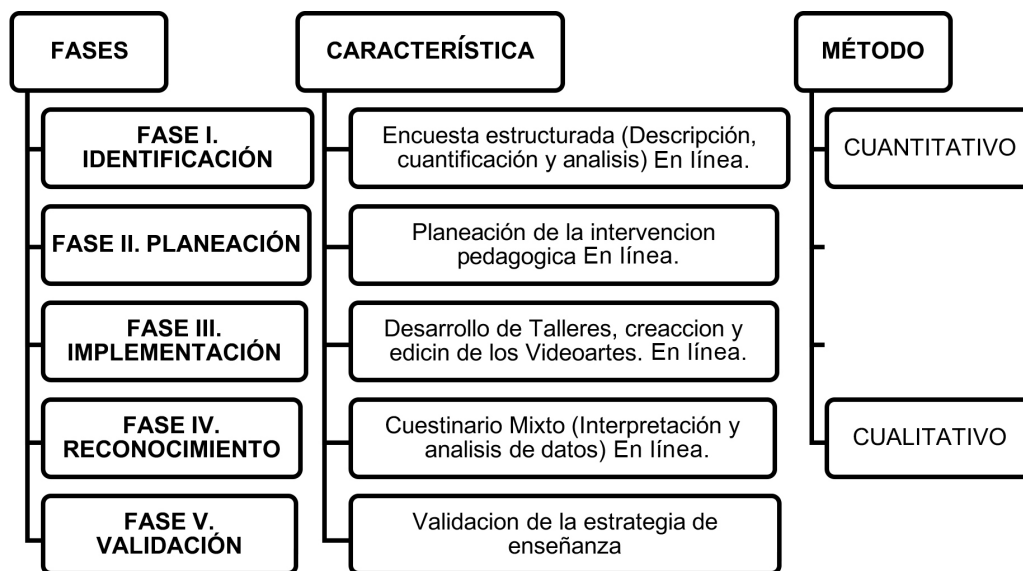 FASES
FASE I.
IDENTIFICACIÓN
FASE II. PLANEACIÓN
FASE III.
IMPLEMENTACIÓN
FASE IV.
RECONOCIMIENTO
FASE V.
VALIDACIÓN
CARACTERÍSTICA
Encuesta estructurada (Descripción,
cuantificación y analisis) En línea.
Planeación de la intervencion
pedagogica En línea.
Desarrollo de Talleres, creaccion y
edicin de los Videoartes. En línea.
Cuestinario Mixto (Interpretación y
analisis de datos) En línea.
Validacion de la estrategia de
enseñanza
MÉTODO
CUANTITATIVO
CUALITATIVO